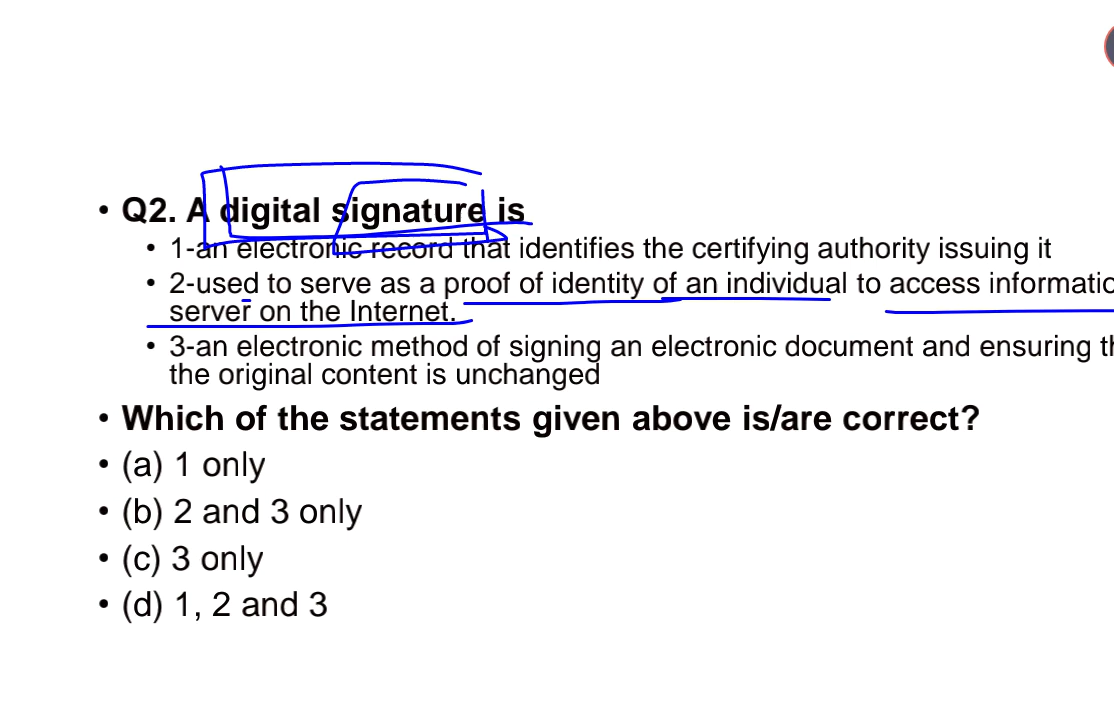 • Q2. A digital signature is
• 1-an electronic record that identifies the certifying authority issuing it
• 2-used to serve as a proof of identity of an individual to access
server on the Internet.
• 3-an electronic method of signing an electronic document and ensuring
the original content is unchanged
• Which of the statements given above is/are correct?
• (a) 1 only
• (b) 2 and 3 only
• (c) 3 only
• (d) 1, 2 and 3